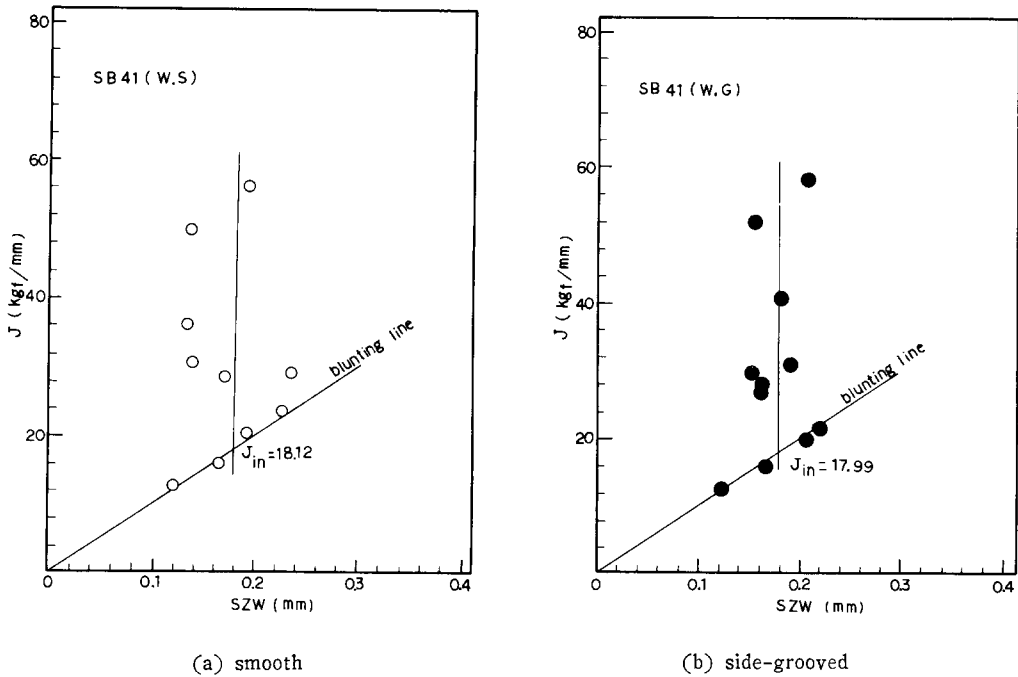 80
60
40
20
0
J (kgf/mm)
SB 41 ( W.S )
blunting line
J_in=18.12
0.1
0.2
0.3
0.4
SZW (mm)
(a) smooth
80
60
40
20
0
J (kgf/mm)
SB 41 (W.G)
blunting line
J_in=17.99
0.1
0.2
0.3
0.4
SZW (mm)
(b) side-grooved